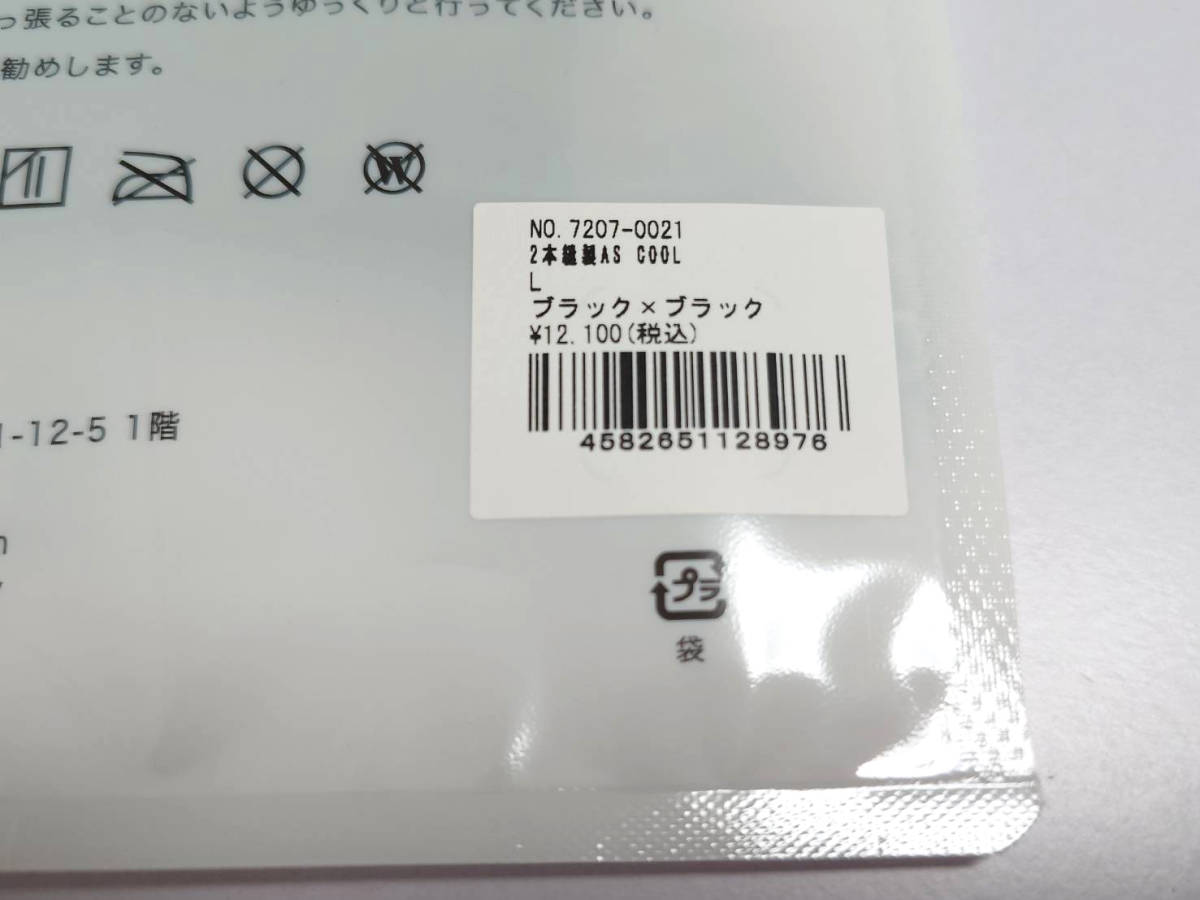 っ張ることのないようゆっくりと行ってください。
勧めします。
W
NO. 7207-0021
2本縫製AS COOL
L
ブラック×ブラック
¥12,100(税込)
4582651128976
1-12-5 1階
プラ
袋